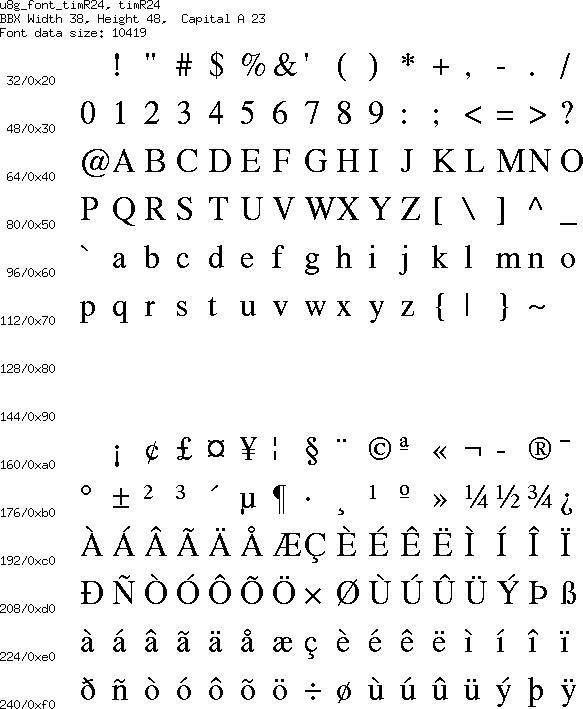 u8g_font_timR24, timR24
BBX Width 38, Height 48,  Capital A 23
Font data size: 10419
32/0x20 ! " # $ % & ' ( ) * + , - . /
48/0x30 0 1 2 3 4 5 6 7 8 9 : ; < = > ?
64/0x40 @ A B C D E F G H I J K L M N O
80/0x50 P Q R S T U V W X Y Z [ \ ] ^ _
96/0x60 ` a b c d e f g h i j k l m n o
112/0x70 p q r s t u v w x y z { | } ~
128/0x80
144/0x90
160/0xa0 ¡ ¢ £ ¤ ¥ ¦ § ¨ © ª « ¬ - ® ¯
176/0xb0 ° ± ² ³ ´ µ ¶ · ¸ ¹ º » ¼ ½ ¾ ¿
192/0xc0 À Á Â Ã Ä Å Æ Ç È É Ê Ë Ì Í Î Ï
208/0xd0 Ð Ñ Ò Ó Ô Õ Ö × Ø Ù Ú Û Ü Ý Þ ß
224/0xe0 à á â ã ä å æ ç è é ê ë ì í î ï
240/0xf0 ð ñ ò ó ô õ ö ÷ ø ù ú û ü ý þ ÿ